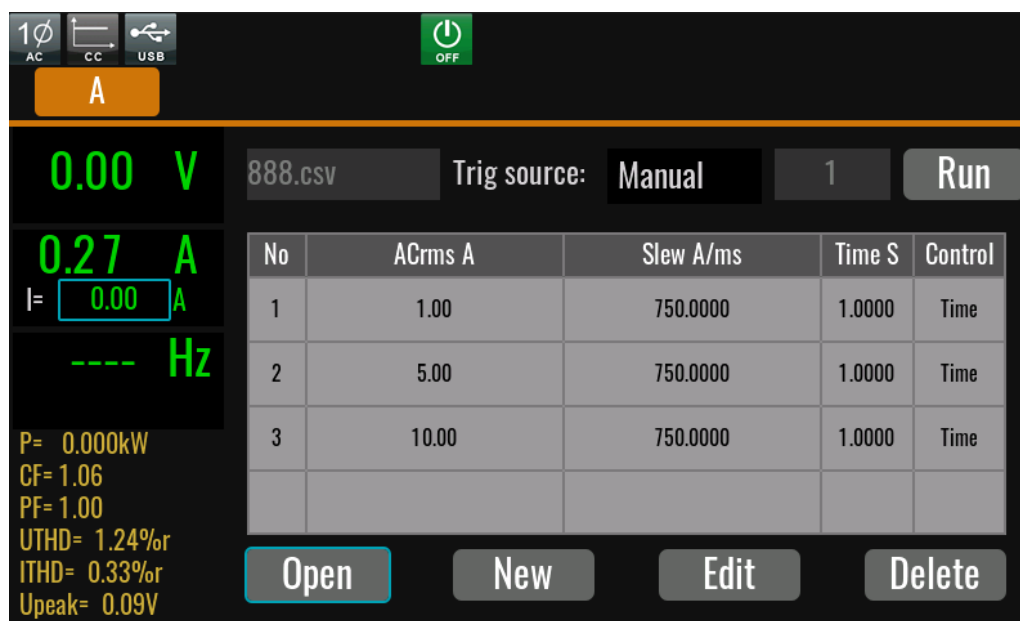 1Ø AC CC USB OFF
A
0.00 V
888.csv Trig source: Manual 1 Run
0.27 A
I= 0.00 A
---- Hz
No ACrms A Slew A/ms Time S Control
1 1.00 750.0000 1.0000 Time
2 5.00 750.0000 1.0000 Time
3 10.00 750.0000 1.0000 Time
P= 0.000kW
CF= 1.06
PF= 1.00
UTHD= 1.24%r
ITHD= 0.33%r
Upeak= 0.09V
Open New Edit Delete